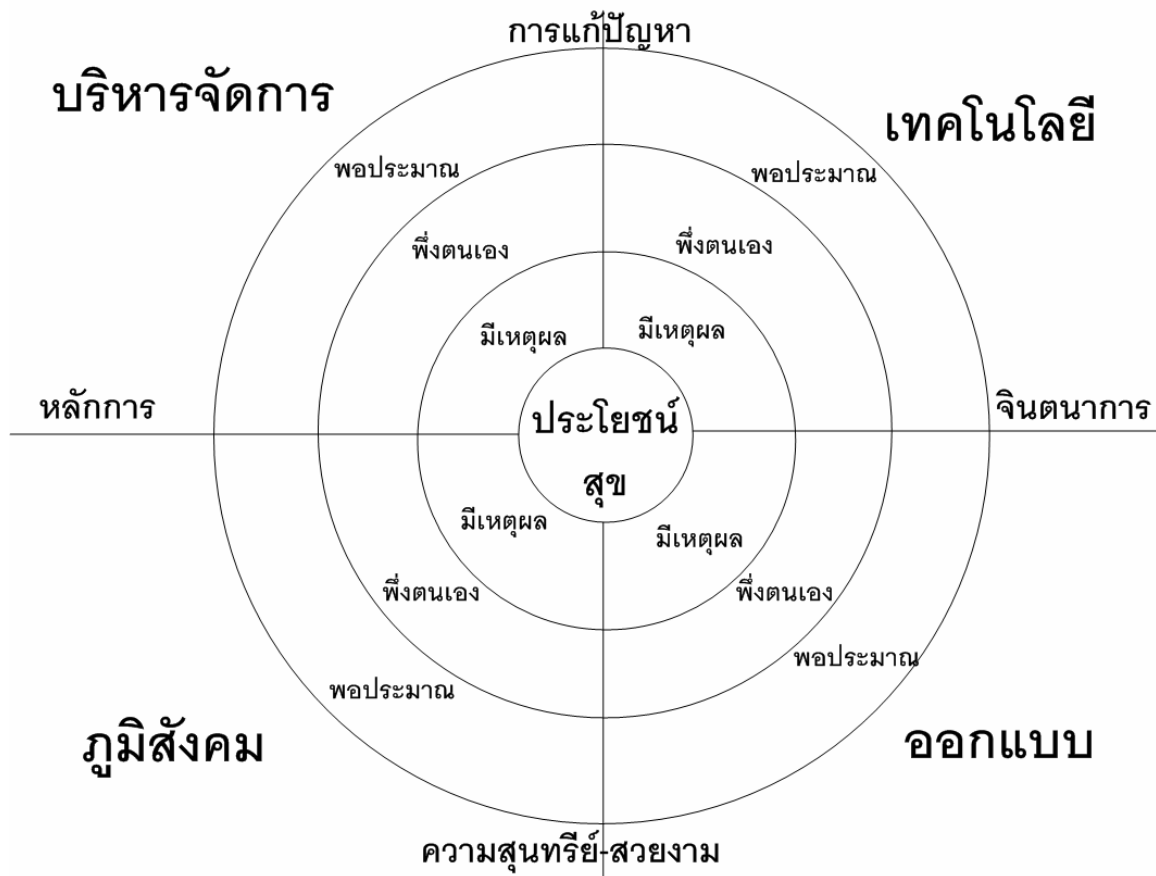 การแก้ปัญหา
บริหารจัดการ
เทคโนโลยี
พอประมาณ
พอประมาณ
พึ่งตนเอง
พึ่งตนเอง
มีเหตุผล
มีเหตุผล
หลักการ
ประโยชน์
สุข
จินตนาการ
มีเหตุผล
มีเหตุผล
พึ่งตนเอง
พึ่งตนเอง
พอประมาณ
พอประมาณ
ภูมิสังคม
ออกแบบ
ความสุนทรีย์-สวยงาม